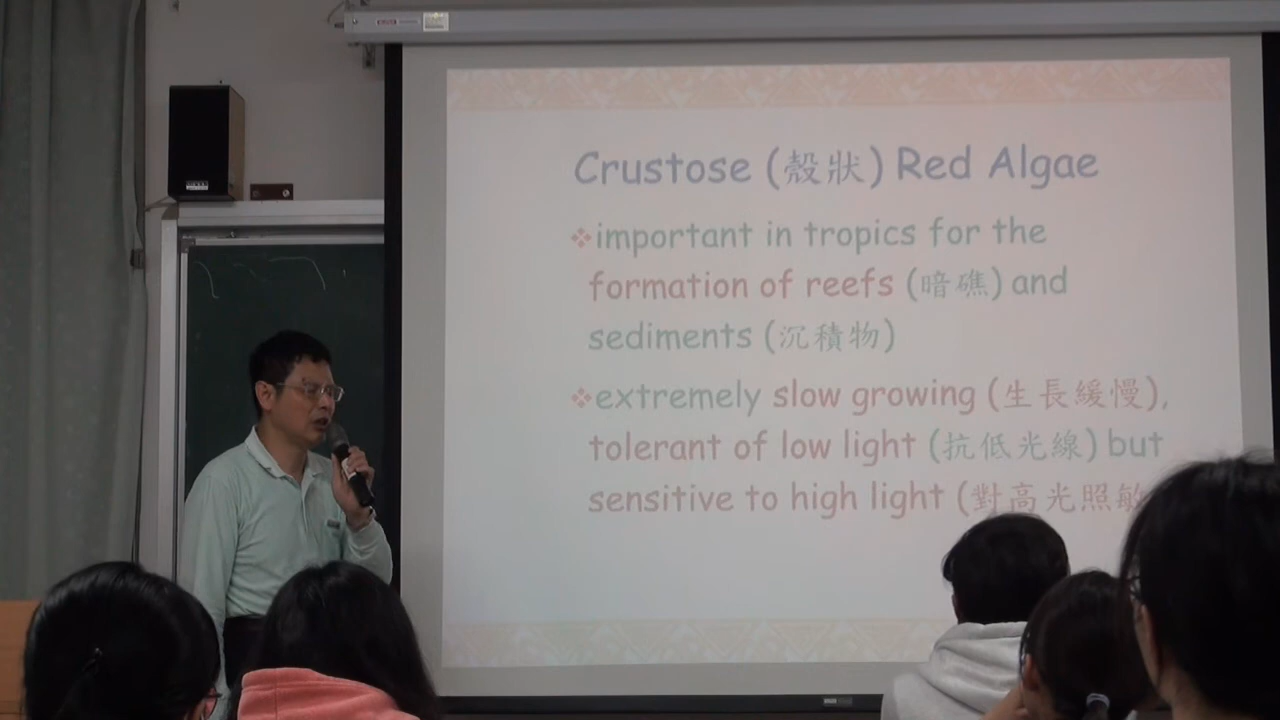 Crustose (殼狀) Red Algae
important in tropics for the
formation of reefs (暗礁) and
sediments (沉積物)
extremely slow growing (生長緩慢),
tolerant of low light (抗低光線) but
sensitive to high light (對高光照敏